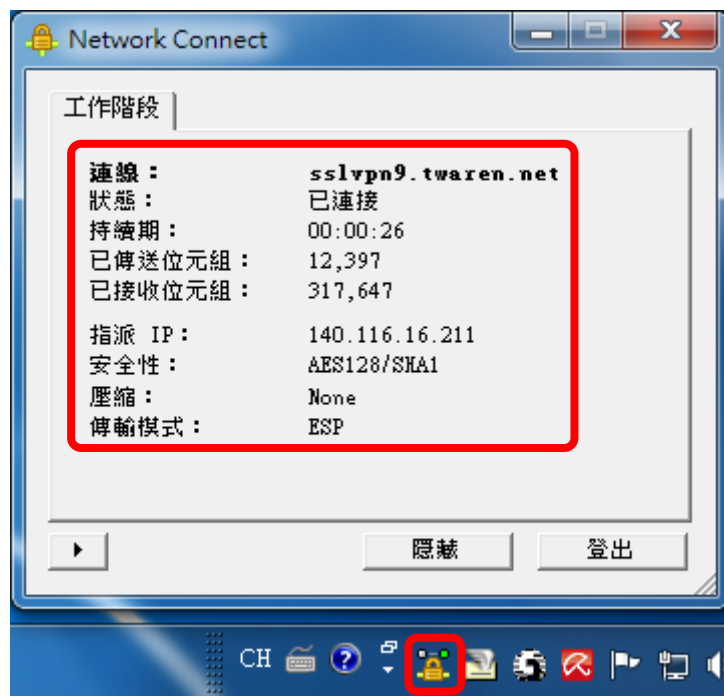 Network Connect
工作階段
連線： sslvpn9.twaren.net
狀態： 已連接
持續期： 00:00:26
已傳送位元組： 12,397
已接收位元組： 317,647
指派 IP： 140.116.16.211
安全性： AES128/SHA1
壓縮： None
傳輸模式： ESP
隱藏 登出
CH